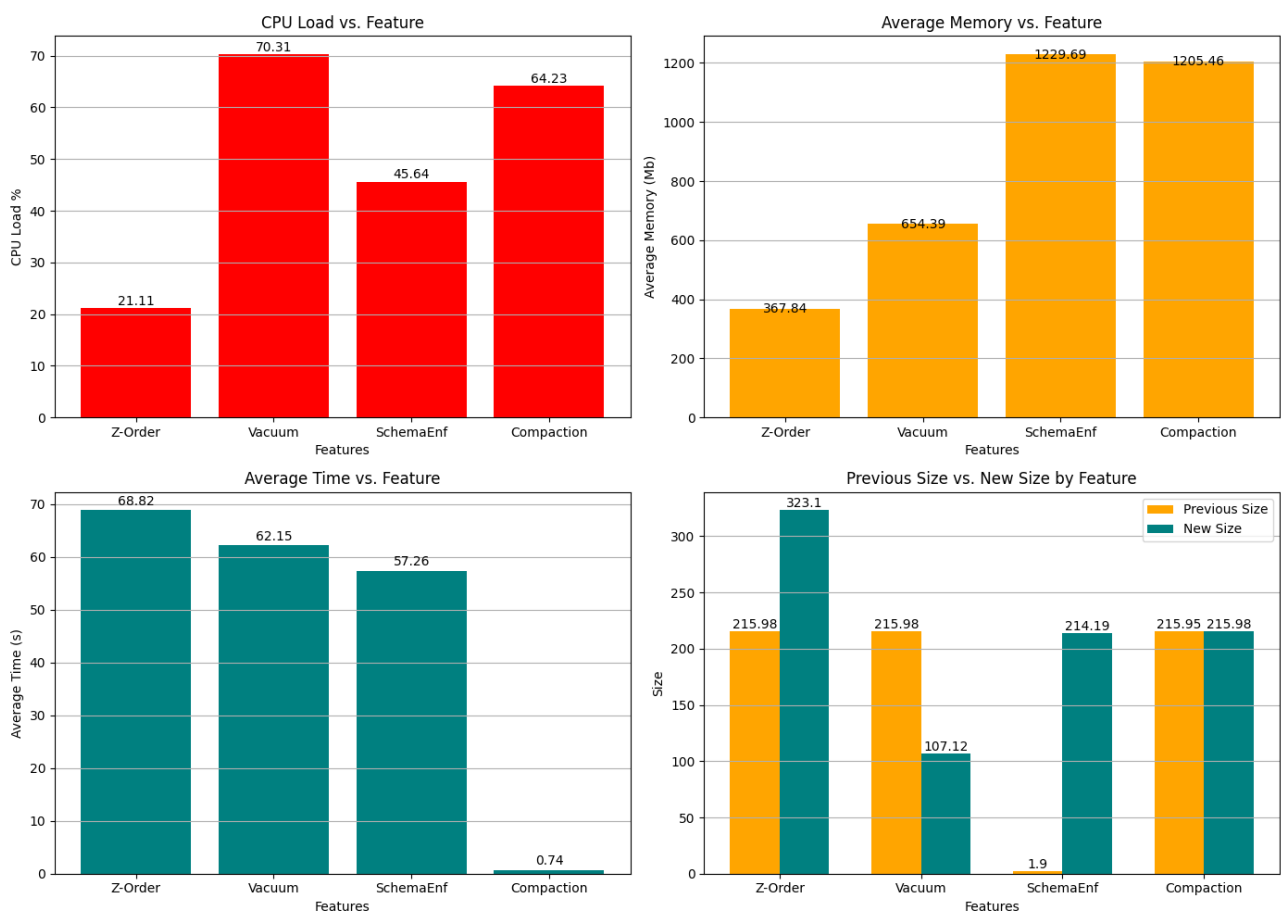 CPU Load vs. Feature
CPU Load %
70
60
50
40
30
20
10
0
21.11
70.31
45.64
64.23
Z-Order
Vacuum
SchemaEnf
Compaction
Features
Average Memory vs. Feature
Average Memory (Mb)
1200
1000
800
600
400
200
0
367.84
654.39
1229.69
1205.46
Z-Order
Vacuum
SchemaEnf
Compaction
Features
Average Time vs. Feature
Average Time (s)
70
60
50
40
30
20
10
0
68.82
62.15
57.26
0.74
Z-Order
Vacuum
SchemaEnf
Compaction
Features
Previous Size vs. New Size by Feature
Previous Size
New Size
Size
300
250
200
150
100
50
0
215.98
323.1
215.98
107.12
1.9
214.19
215.95
215.98
Z-Order
Vacuum
SchemaEnf
Compaction
Features